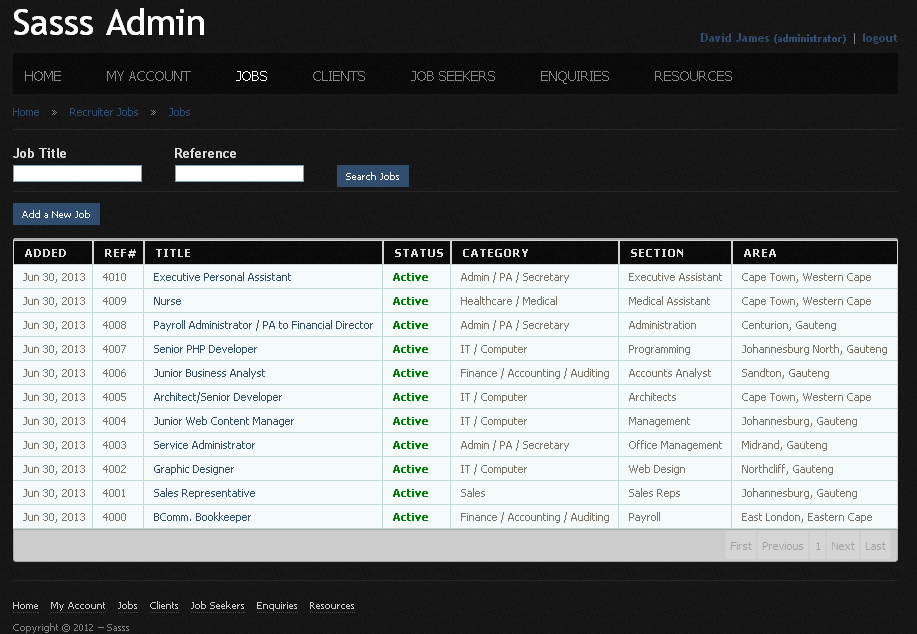 Sasss Admin
David James (administrator) | logout
HOME MY ACCOUNT JOBS CLIENTS JOB SEEKERS ENQUIRIES RESOURCES
Home » Recruiter Jobs » Jobs
Job Title Reference
Search Jobs
Add a New Job
ADDED REF# TITLE STATUS CATEGORY SECTION AREA
Jun 30, 2013 4010 Executive Personal Assistant Active Admin / PA / Secretary Executive Assistant Cape Town, Western Cape
Jun 30, 2013 4009 Nurse Active Healthcare / Medical Medical Assistant Cape Town, Western Cape
Jun 30, 2013 4008 Payroll Administrator / PA to Financial Director Active Admin / PA / Secretary Administration Centurion, Gauteng
Jun 30, 2013 4007 Senior PHP Developer Active IT / Computer Programming Johannesburg North, Gauteng
Jun 30, 2013 4006 Junior Business Analyst Active Finance / Accounting / Auditing Accounts Analyst Sandton, Gauteng
Jun 30, 2013 4005 Architect/Senior Developer Active IT / Computer Architects Cape Town, Western Cape
Jun 30, 2013 4004 Junior Web Content Manager Active IT / Computer Management Johannesburg, Gauteng
Jun 30, 2013 4003 Service Administrator Active Admin / PA / Secretary Office Management Midrand, Gauteng
Jun 30, 2013 4002 Graphic Designer Active IT / Computer Web Design Northcliff, Gauteng
Jun 30, 2013 4001 Sales Representative Active Sales Sales Reps Johannesburg, Gauteng
Jun 30, 2013 4000 BComm. Bookkeeper Active Finance / Accounting / Auditing Payroll East London, Eastern Cape
First Previous 1 Next Last
Home My Account Jobs Clients Job Seekers Enquiries Resources
Copyright © 2012 – Sasss